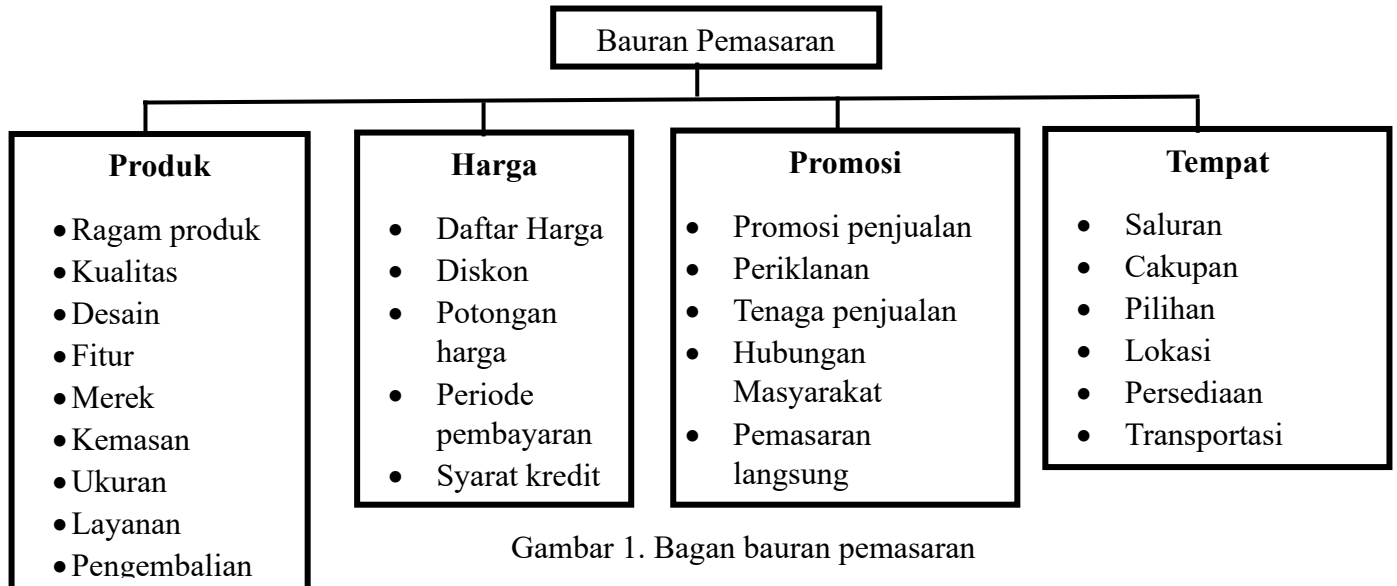 Bauran Pemasaran
Produk
• Ragam produk
• Kualitas
• Desain
• Fitur
• Merek
• Kemasan
• Ukuran
• Layanan
• Pengembalian
Harga
• Daftar Harga
• Diskon
• Potongan
harga
• Periode
pembayaran
• Syarat kredit
Promosi
• Promosi penjualan
• Periklanan
• Tenaga penjualan
• Hubungan
Masyarakat
• Pemasaran
langsung
Tempat
• Saluran
• Cakupan
• Pilihan
• Lokasi
• Persediaan
• Transportasi
Gambar 1. Bagan bauran pemasaran